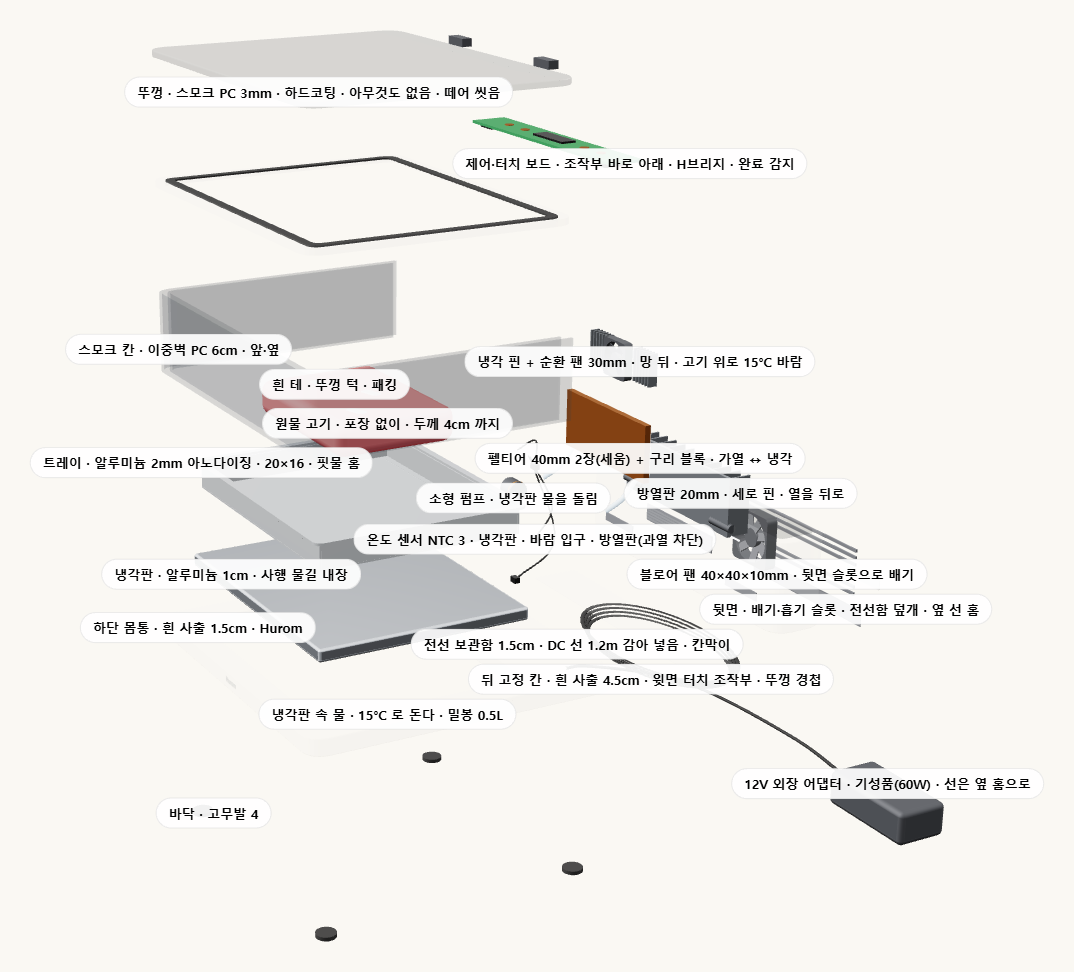 뚜껑 · 스모크 PC 3mm · 하드코팅 · 아무것도 없음 · 떼어 씻음
제어·터치 보드 · 조작부 바로 아래 · H브리지 · 완료 감지
스모크 칸 · 이중벽 PC 6cm · 앞·옆
냉각 핀 + 순환 팬 30mm · 망 뒤 · 고기 위로 15°C 바람
흰 테 · 뚜껑 턱 · 패킹
원물 고기 · 포장 없이 · 두께 4cm 까지
트레이 · 알루미늄 2mm 아노다이징 · 20×16 · 핏물 홈
펠티어 40mm 2장(세움) + 구리 블록 · 가열 ↔ 냉각
소형 펌프 · 냉각판 물을 돌림
방열판 20mm · 세로 핀 · 열을 뒤로
온도 센서 NTC 3 · 냉각판 · 바람 입구 · 방열판(과열 차단)
냉각판 · 알루미늄 1cm · 사행 물길 내장
블로어 팬 40×40×10mm · 뒷면 슬롯으로 배기
뒷면 · 배기·흡기 슬롯 · 전선함 덮개 · 옆 선 홈
하단 몸통 · 흰 사출 1.5cm · Hurom
전선 보관함 1.5cm · DC 선 1.2m 감아 넣음 · 칸막이
뒤 고정 칸 · 흰 사출 4.5cm · 윗면 터치 조작부 · 뚜껑 경첩
냉각판 속 물 · 15°C 로 돈다 · 밀봉 0.5L
12V 외장 어댑터 · 기성품(60W) · 선은 옆 홈으로
바닥 · 고무발 4